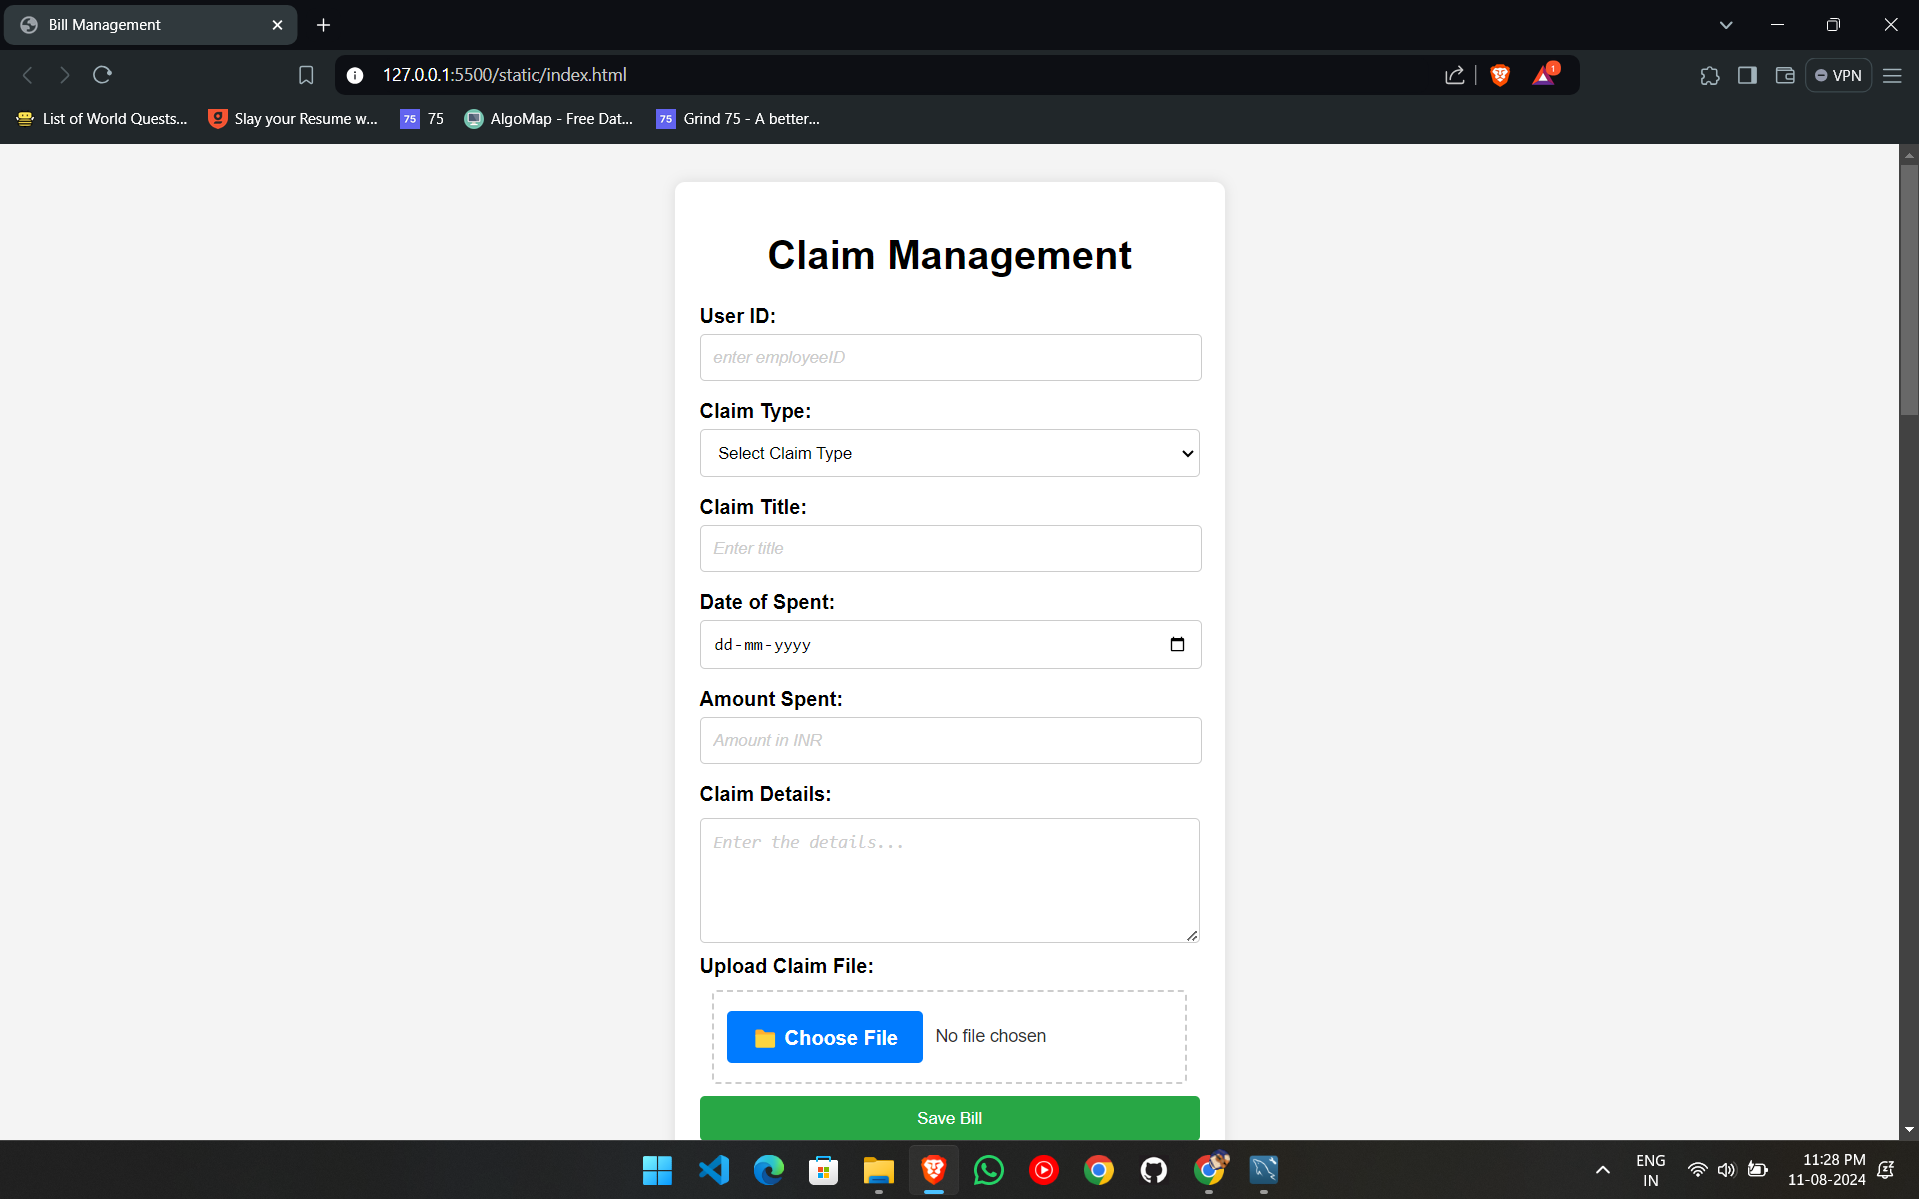 Bill Management
127.0.0.1:5500/static/index.html
1
VPN
List of World Quests...
Slay your Resume w...
75 75
AlgoMap - Free Dat...
75 Grind 75 - A better...
Claim Management
User ID:
enter employeeID
Claim Type:
Select Claim Type
Claim Title:
Enter title
Date of Spent:
dd-mm-yyyy
Amount Spent:
Amount in INR
Claim Details:
Enter the details...
Upload Claim File:
Choose File No file chosen
Save Bill
ENG
IN
11:28 PM
11-08-2024